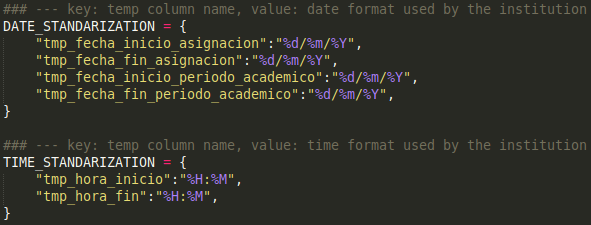 ### --- key: temp column name, value: date format used by the institution
DATE_STANDARIZATION = {
    "tmp_fecha_inicio_asignacion":"%d/%m/%Y",
    "tmp_fecha_fin_asignacion":"%d/%m/%Y",
    "tmp_fecha_inicio_periodo_academico":"%d/%m/%Y",
    "tmp_fecha_fin_periodo_academico":"%d/%m/%Y",
}
### --- key: temp column name, value: time format used by the institution
TIME_STANDARIZATION = {
    "tmp_hora_inicio":"%H:%M",
    "tmp_hora_fin":"%H:%M",
}